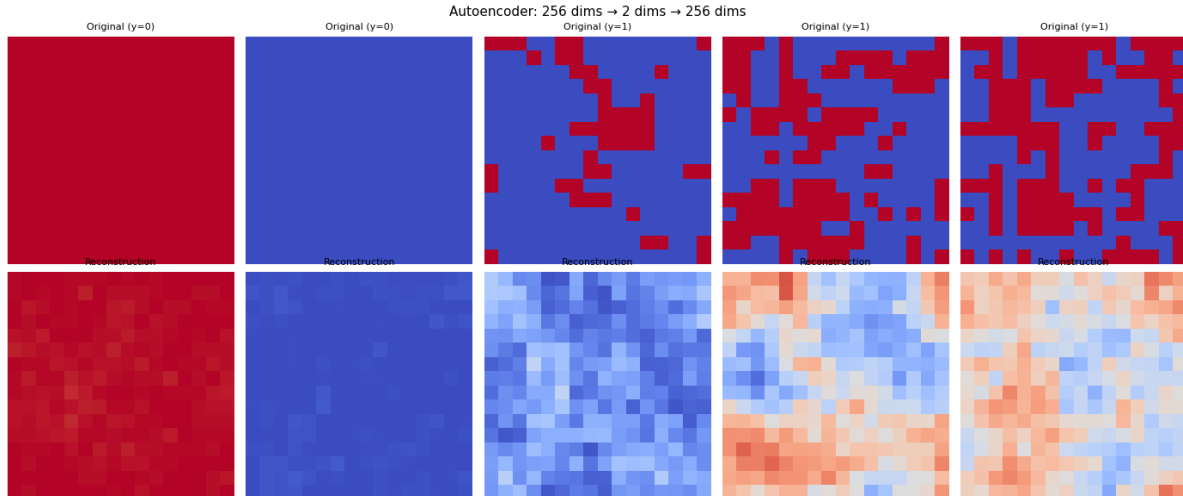 Autoencoder: 256 dims → 2 dims → 256 dims
Original (y=0)
Original (y=0)
Original (y=1)
Original (y=1)
Original (y=1)
Reconstruction
Reconstruction
Reconstruction
Reconstruction
Reconstruction